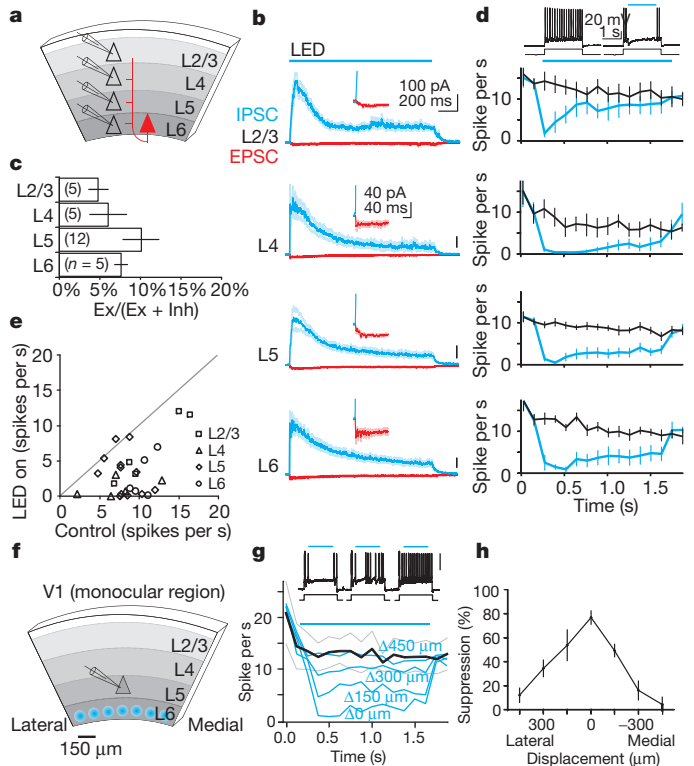 a
L2/3
L4
L5
L6
b
LED
100 pA
200 ms
IPSC
L2/3
EPSC
40 pA
40 ms
L4
L5
L6
c
L2/3 (5)
L4 (5)
L5 (12)
L6 (n = 5)
0% 5% 10% 15% 20%
Ex/(Ex + Inh)
d
20 mV
1 s
Spike per s
10
0
Spike per s
10
0
Spike per s
10
0
Spike per s
10
0
0 0.5 1.0 1.5
Time (s)
e
LED on (spikes per s)
20
15
10
5
0
L2/3
L4
L5
L6
0 5 10 15 20
Control (spikes per s)
f
V1 (monocular region)
L2/3
L4
L5
L6
Lateral
Medial
150 μm
g
Spike per s
20
10
0
Δ450 μm
Δ300 μm
Δ150 μm
Δ0 μm
0.0 0.5 1.0 1.5
Time (s)
h
Suppression (%)
100
80
60
40
20
0
300 0 −300
Lateral Medial
Displacement (μm)